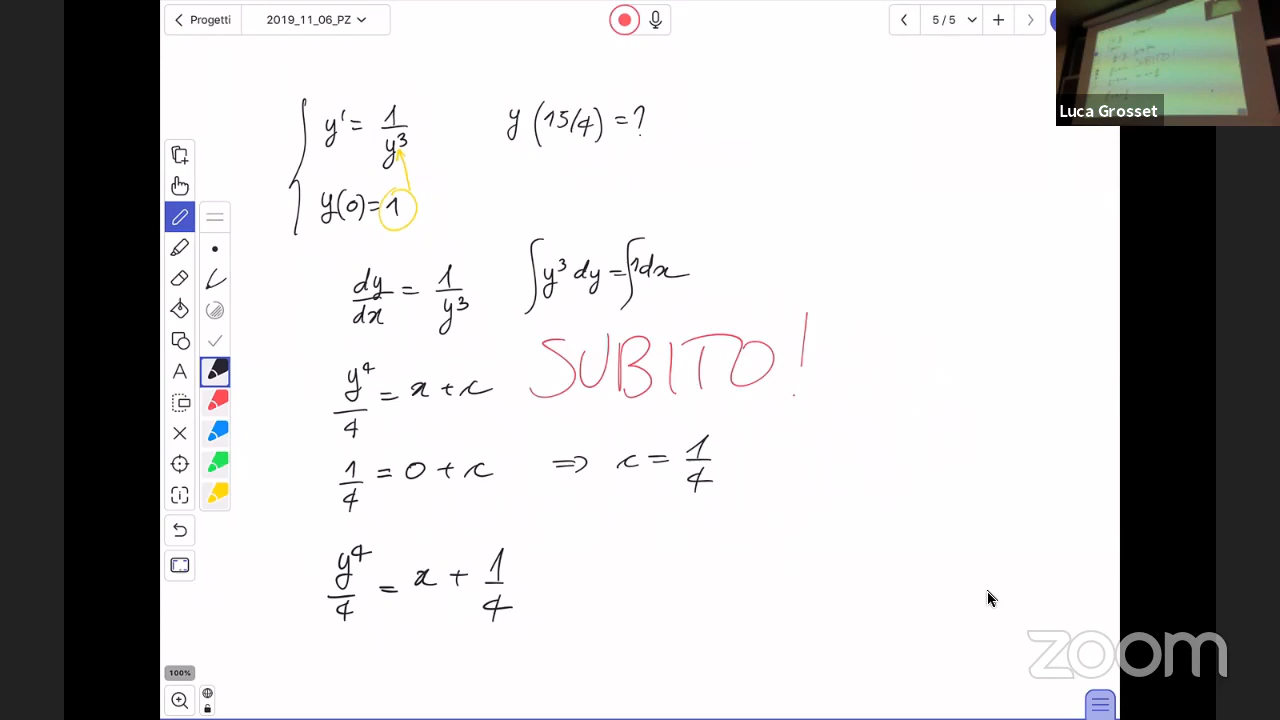 Progetti
2019_11_06_PZ
5 / 5
Luca Grosset
y' = 1/y³ y(15/4) = ?
y(0) = 1
dy/dx = 1/y³ ∫y³ dy = ∫1dx
SUBITO!
y⁴/4 = x + c
1/4 = 0 + c ⇒ c = 1/4
y⁴/4 = x + 1/4
A
100%
zoom